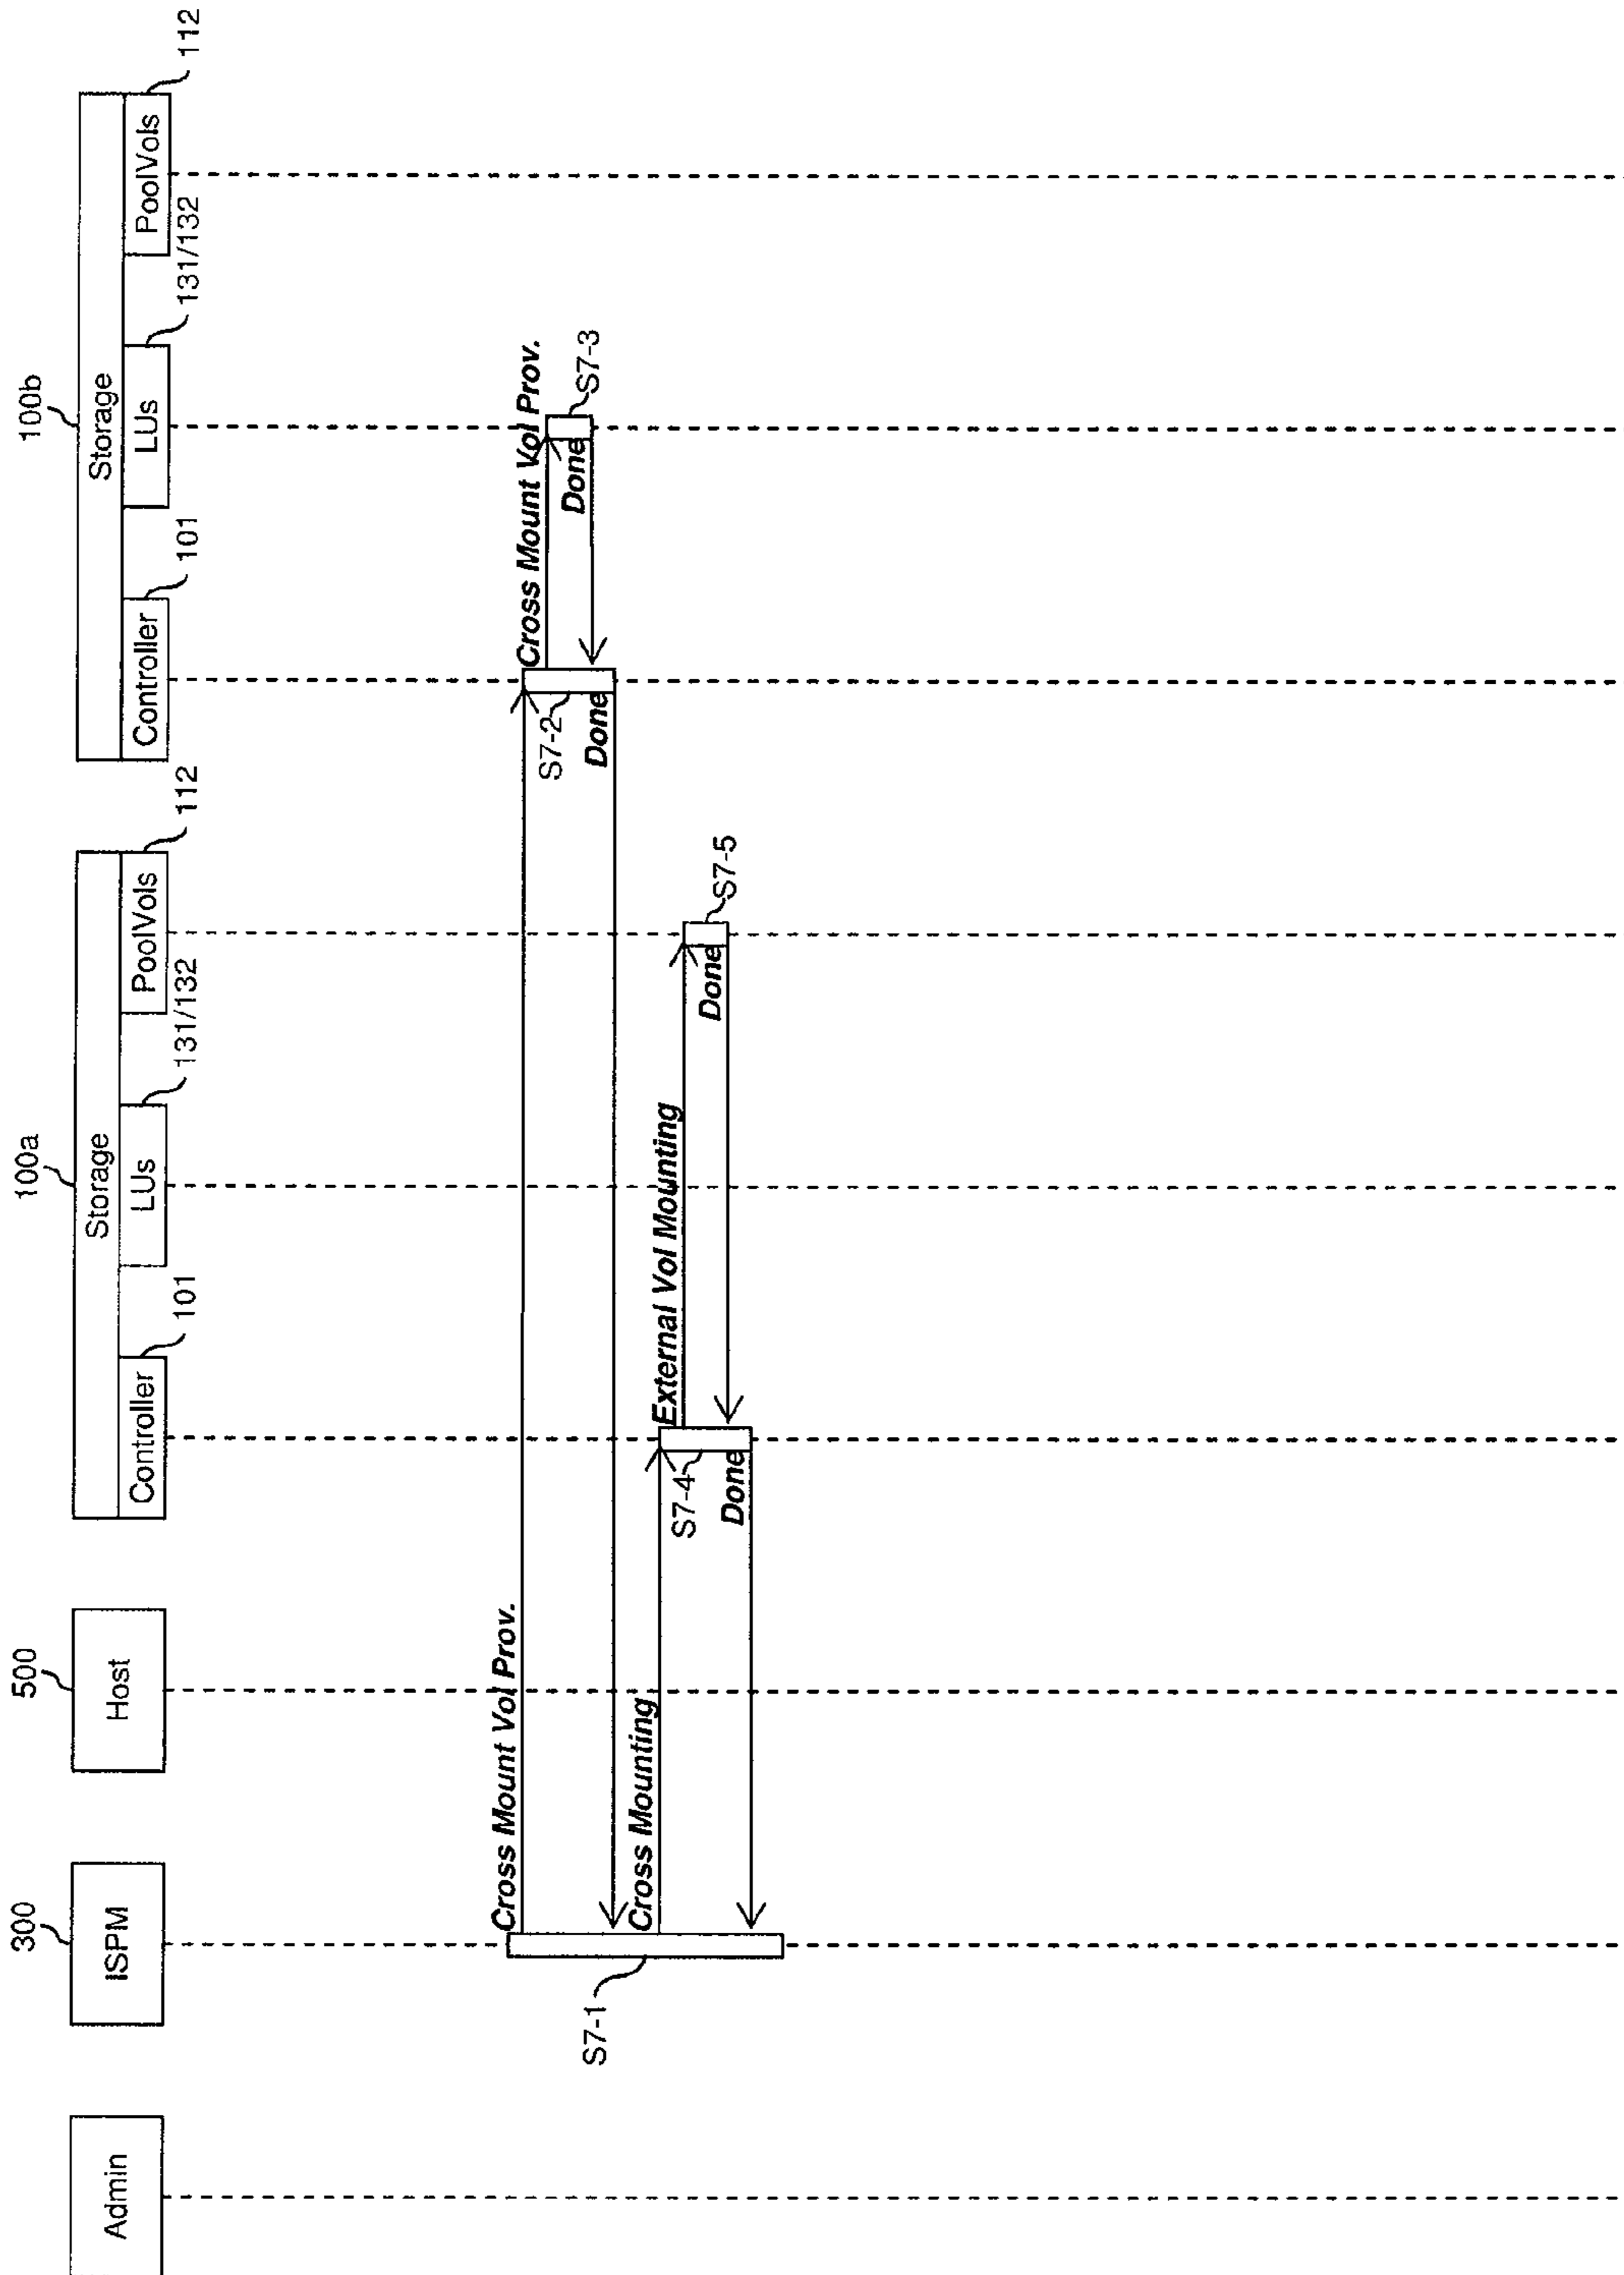 300
500
100a
100b
Admin
ISPM
Host
Storage
Storage
Controller
LUs
PoolVols
Controller
LUs
PoolVols
101
131/132
112
101
131/132
112
Cross Mount Vol Prov.
Cross Mount Vol Prov.
S7-2
Done
S7-3
Done
S7-1
Cross Mounting
External Vol Mounting
S7-4
Done
S7-5
Done